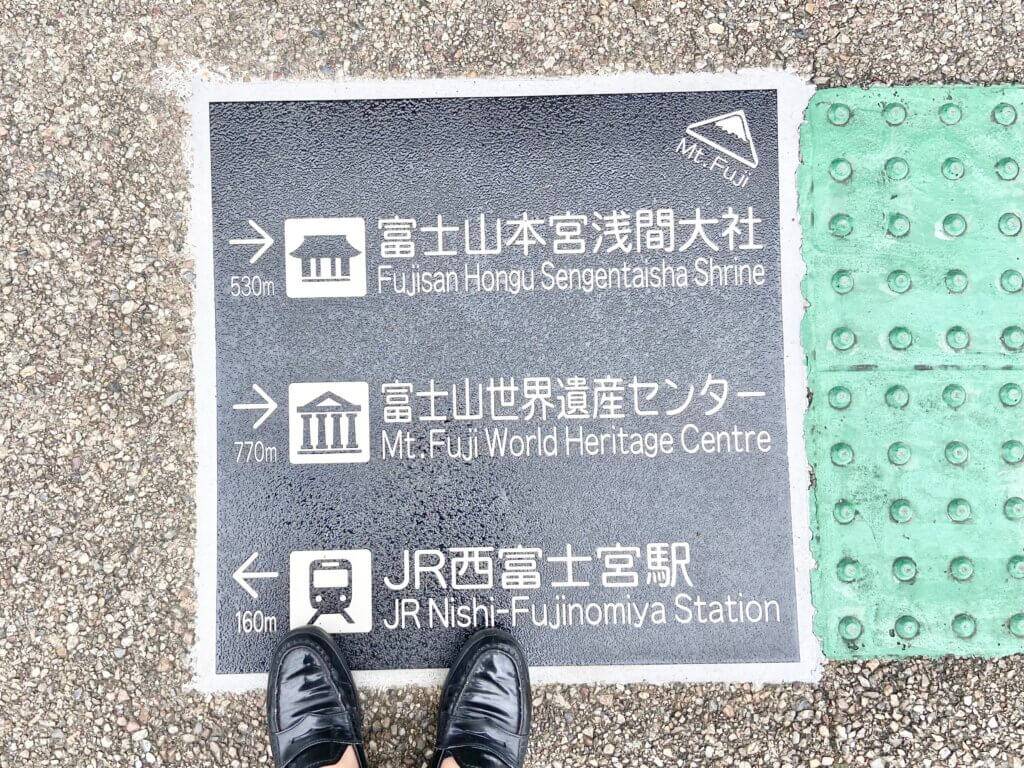 Mt. Fuji
→ 富士山本宮浅間大社
530m Fujisan Hongu Sengentaisha Shrine
→ 富士山世界遺産センター
770m Mt. Fuji World Heritage Centre
← JR西富士宮駅
160m JR Nishi-Fujinomiya Station